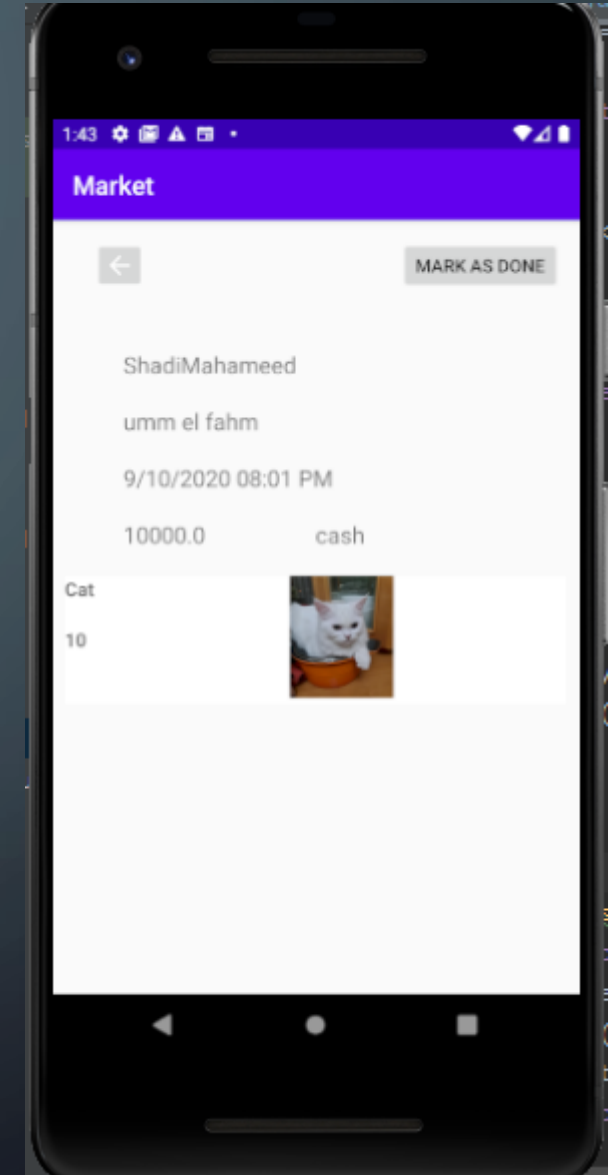 1:43
Market
MARK AS DONE
ShadiMahameed
umm el fahm
9/10/2020 08:01 PM
10000.0 cash
Cat
10